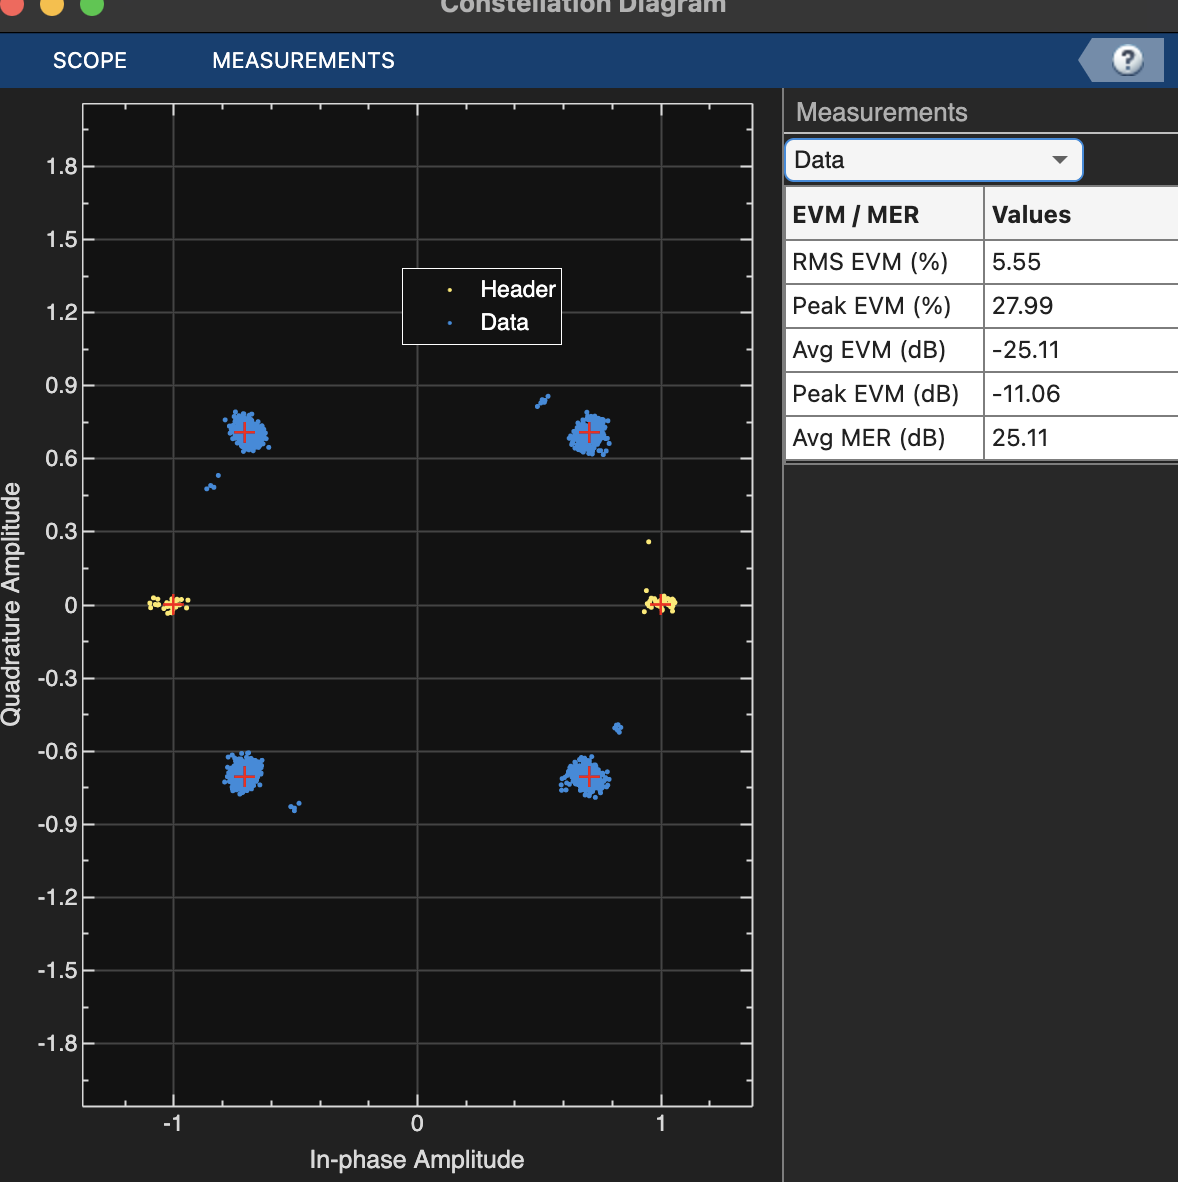 Constellation Diagram
SCOPE MEASUREMENTS ?
Measurements
Data
EVM / MER Values
RMS EVM (%) 5.55
Peak EVM (%) 27.99
Avg EVM (dB) -25.11
Peak EVM (dB) -11.06
Avg MER (dB) 25.11
Header
Data
1.8
1.5
1.2
0.9
0.6
0.3
0
-0.3
-0.6
-0.9
-1.2
-1.5
-1.8
Quadrature Amplitude
-1 0 1
In-phase Amplitude